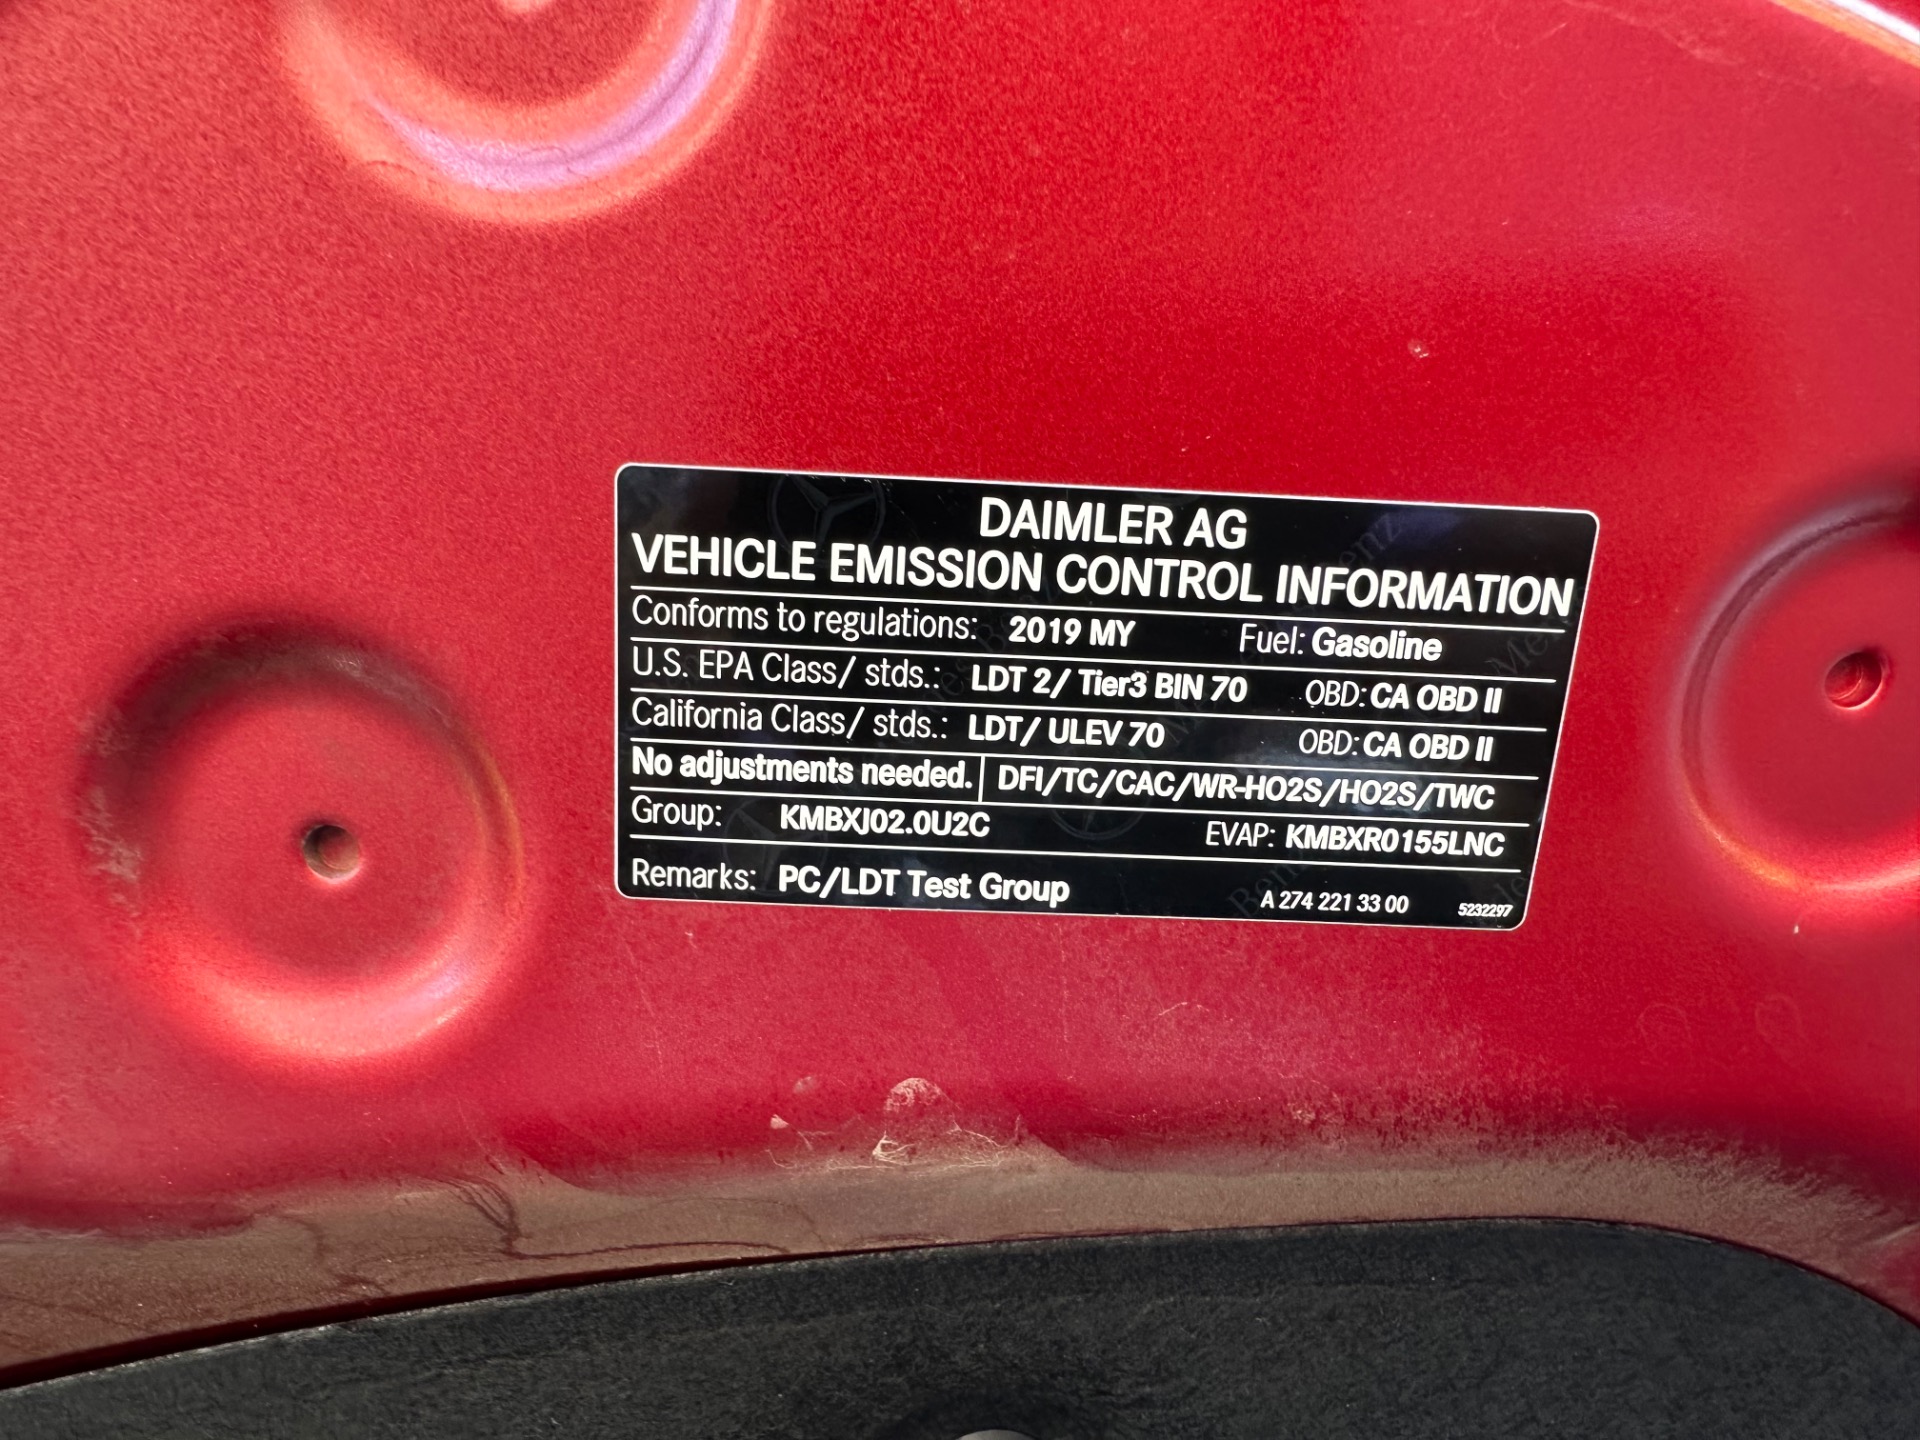 DAIMLER AG
VEHICLE EMISSION CONTROL INFORMATION
Conforms to regulations: 2019 MY Fuel: Gasoline
U.S. EPA Class/ stds.: LDT 2/ Tier3 BIN 70 OBD: CA OBD II
California Class/ stds.: LDT/ ULEV 70 OBD: CA OBD II
No adjustments needed. DFI/TC/CAC/WR-HO2S/HO2S/TWC
Group: KMBXJ02.0U2C EVAP: KMBXR0155LNC
Remarks: PC/LDT Test Group A 274 221 33 00 5232297